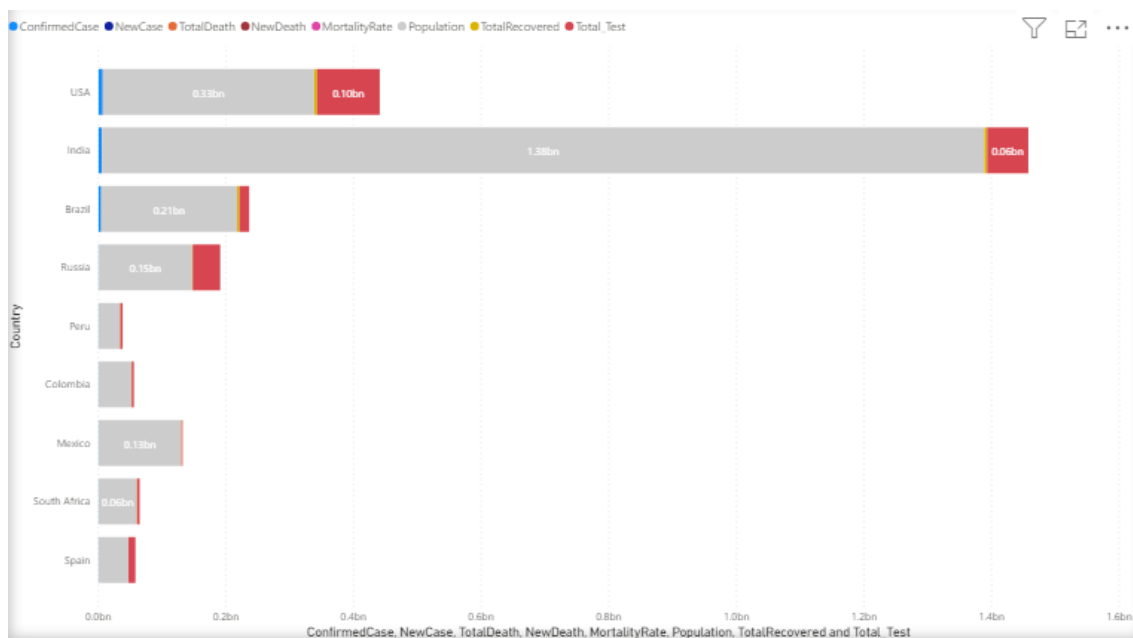 ConfirmedCase NewCase TotalDeath NewDeath MortalityRate Population TotalRecovered Total_Test
USA 0.33bn 0.10bn
India 1.38bn 0.06bn
Brazil 0.21bn
Russia 0.15bn
Peru
Colombia
Mexico 0.13bn
South Africa 0.06bn
Spain
Country
0.0bn 0.2bn 0.4bn 0.6bn 0.8bn 1.0bn 1.2bn 1.4bn 1.6bn
ConfirmedCase, NewCase, TotalDeath, NewDeath, MortalityRate, Population, TotalRecovered and Total_Test